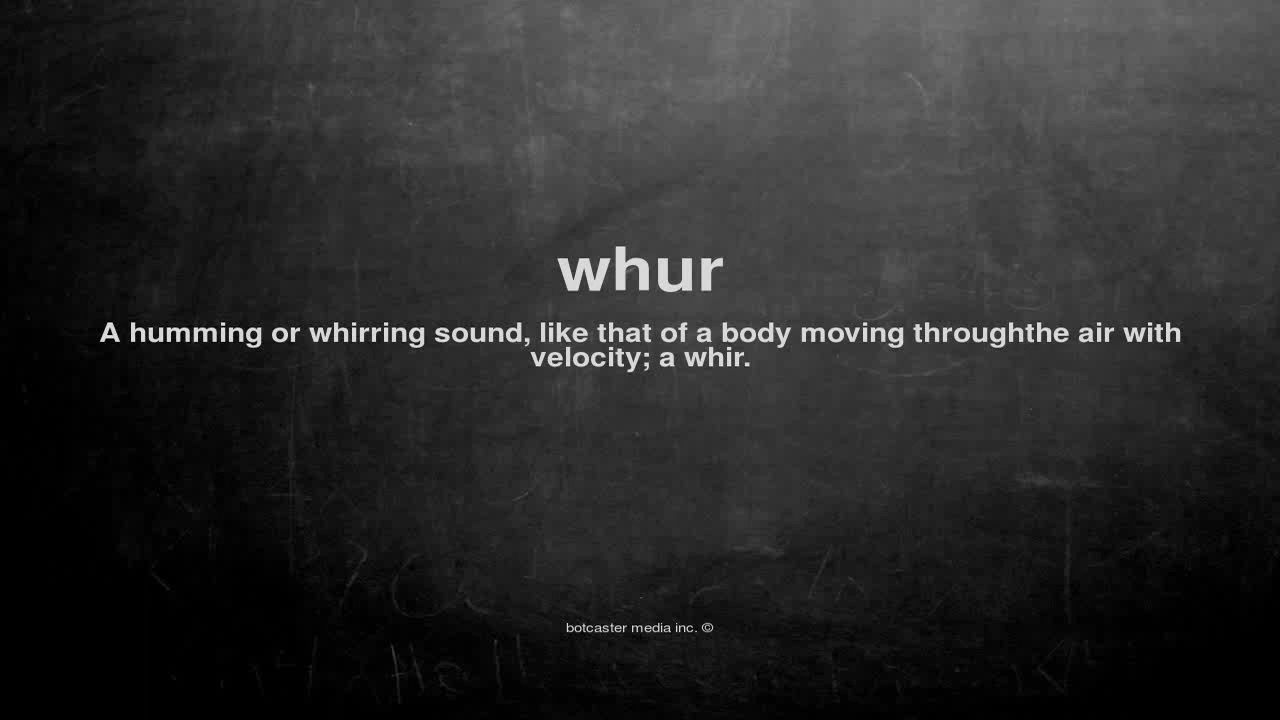 whur
A humming or whirring sound, like that of a body moving throughthe air with
velocity; a whir.
botcaster media inc. ©